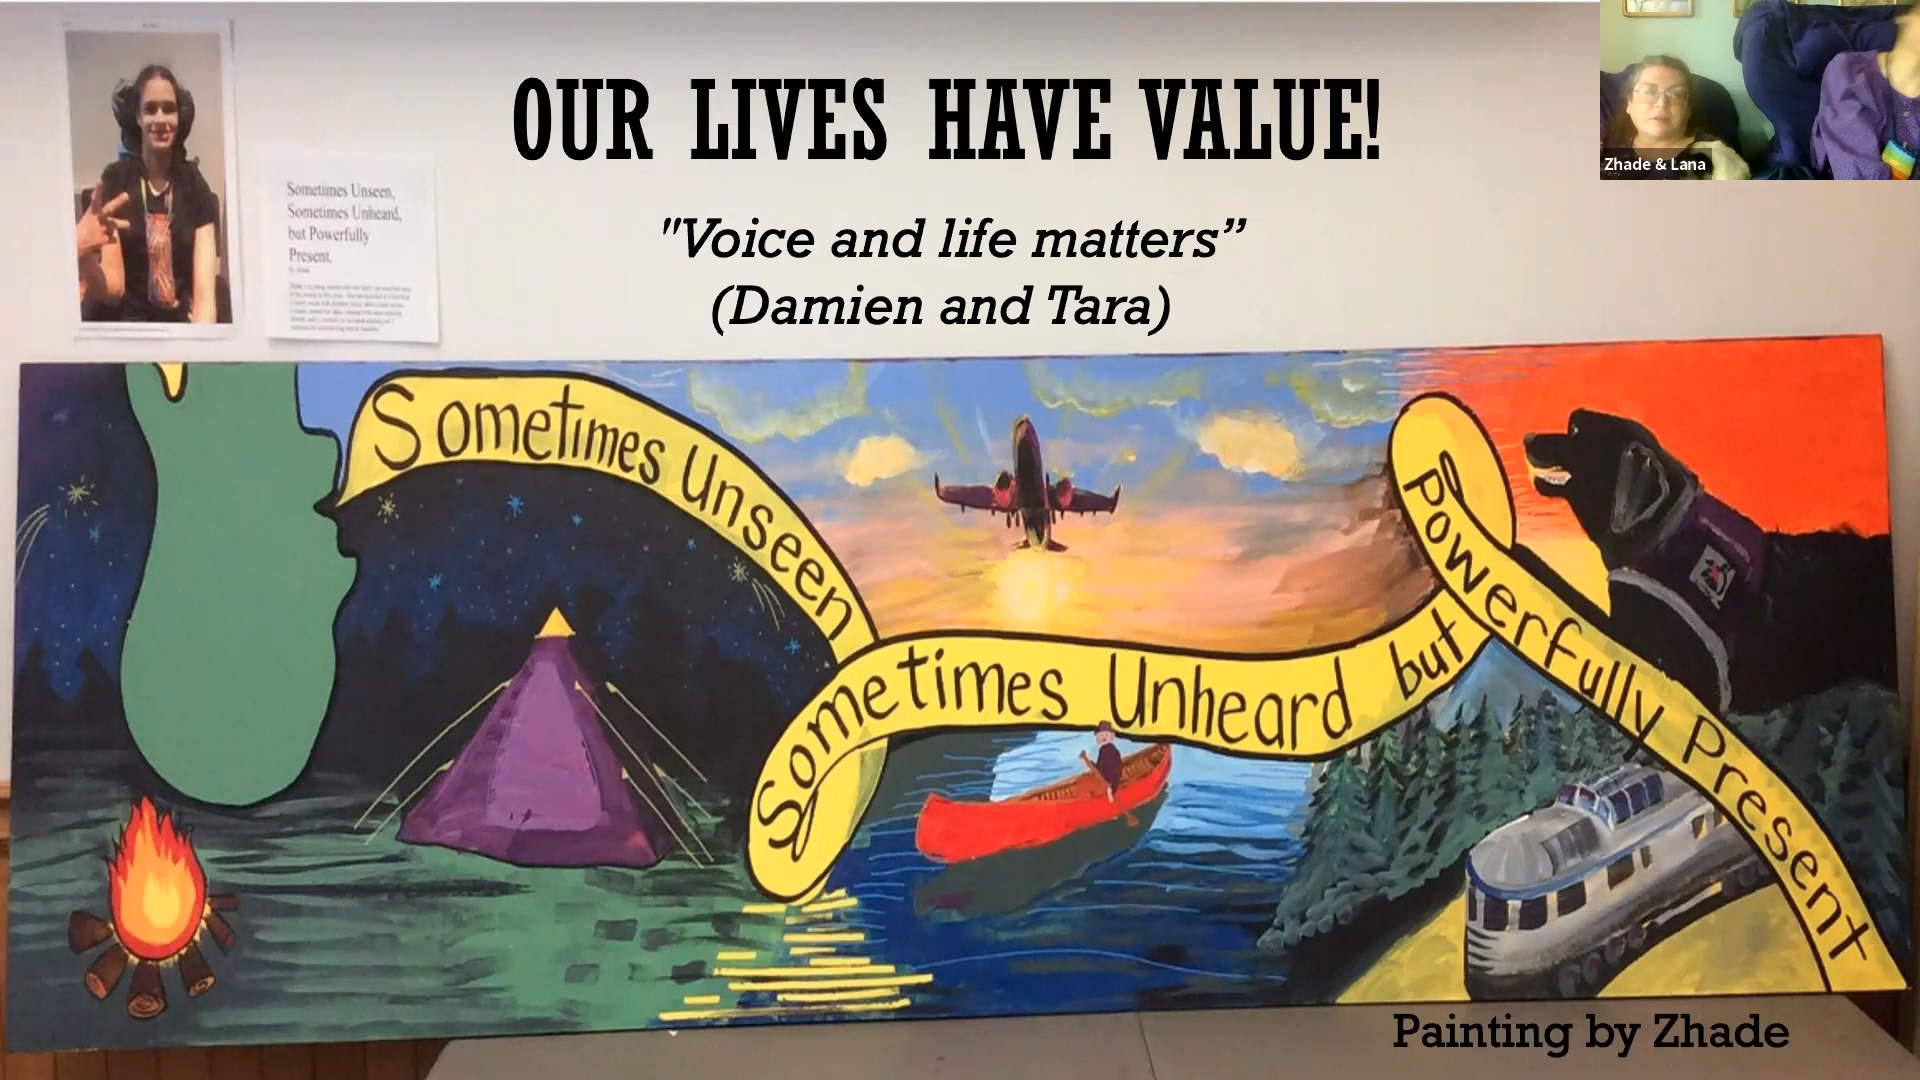 OUR LIVES HAVE VALUE!
"Voice and life matters”
(Damien and Tara)
Zhade & Lana
Sometimes Unseen,
Sometimes Unheard,
but Powerfully
Present.
Sometimes Unseen
Sometimes Unheard but
Powerfully Present
Painting by Zhade